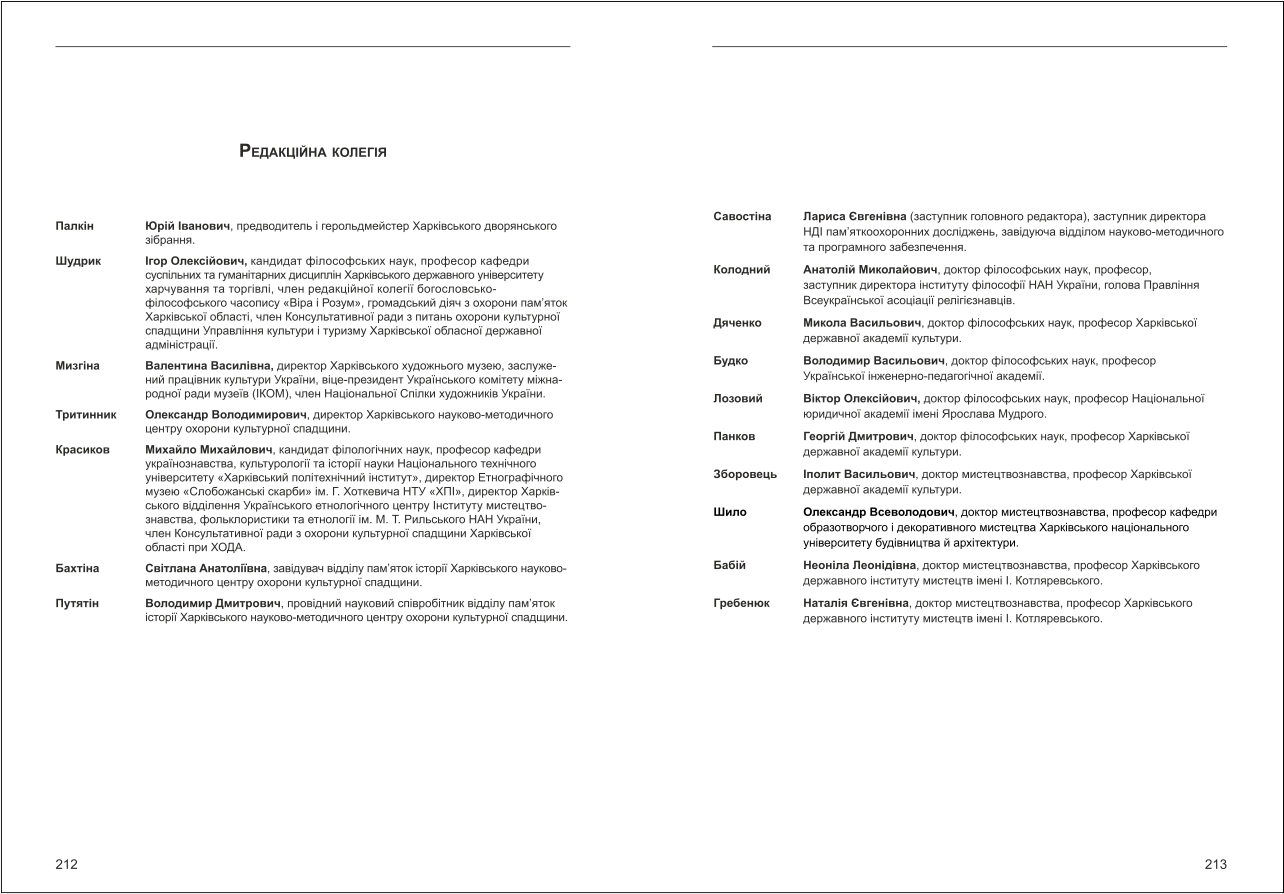 Редакційна колегія
Палкін Юрій Іванович, предводитель і герольдмейстер Харківського дворянського
зібрання.
Шудрик Ігор Олексійович, кандидат філософських наук, професор кафедри
суспільних та гуманітарних дисциплін Харківського державного університету
харчування та торгівлі, член редакційної колегії богословсько-
філософського часопису «Віра і Розум», громадський діяч з охорони пам’яток
Харківської області, член Консультативної ради з питань охорони культурної
спадщини Управління культури і туризму Харківської обласної державної
адміністрації.
Мизгіна Валентина Василівна, директор Харківського художнього музею, заслуже-
ний працівник культури України, віце-президент Українського комітету міжна-
родної ради музеїв (ІКОМ), член Національної Спілки художників України.
Тритинник Олександр Володимирович, директор Харківського науково-методичного
центру охорони культурної спадщини.
Красиков Михайло Михайлович, кандидат філологічних наук, професор кафедри
українознавства, культурології та історії науки Національного технічного
університету «Харківський політехнічний інститут», директор Етнографічного
музею «Слобожанські скарби» ім. Г. Хоткевича НТУ «ХПІ», директор Харків-
ського відділення Українського етнологічного центру Інституту мистецтво-
знавства, фольклористики та етнології ім. М. Т. Рильського НАН України,
член Консультативної ради з охорони культурної спадщини Харківської
області при ХОДА.
Бахтіна Світлана Анатоліївна, завідувач відділу пам’яток історії Харківського науково-
методичного центру охорони культурної спадщини.
Путятін Володимир Дмитрович, провідний науковий співробітник відділу пам’яток
історії Харківського науково-методичного центру охорони культурної спадщини.
212
Савостіна Лариса Євгенівна (заступник головного редактора), заступник директора
НДІ пам’яткоохоронних досліджень, завідуюча відділом науково-методичного
та програмного забезпечення.
Колодний Анатолій Миколайович, доктор філософських наук, професор,
заступник директора інституту філософії НАН України, голова Правління
Всеукраїнської асоціації релігієзнавців.
Дяченко Микола Васильович, доктор філософських наук, професор Харківської
державної академії культури.
Будко Володимир Васильович, доктор філософських наук, професор
Української інженерно-педагогічної академії.
Лозовий Віктор Олексійович, доктор філософських наук, професор Національної
юридичної академії імені Ярослава Мудрого.
Панков Георгій Дмитрович, доктор філософських наук, професор Харківської
державної академії культури.
Зборовець Іполит Васильович, доктор мистецтвознавства, професор Харківської
державної академії культури.
Шило Олександр Всеволодович, доктор мистецтвознавства, професор кафедри
образотворчого і декоративного мистецтва Харківського національного
університету будівництва й архітектури.
Бабій Неоніла Леонідівна, доктор мистецтвознавства, професор Харківського
державного інституту мистецтв імені І. Котляревського.
Гребенюк Наталія Євгенівна, доктор мистецтвознавства, професор Харківського
державного інституту мистецтв імені І. Котляревського.
213